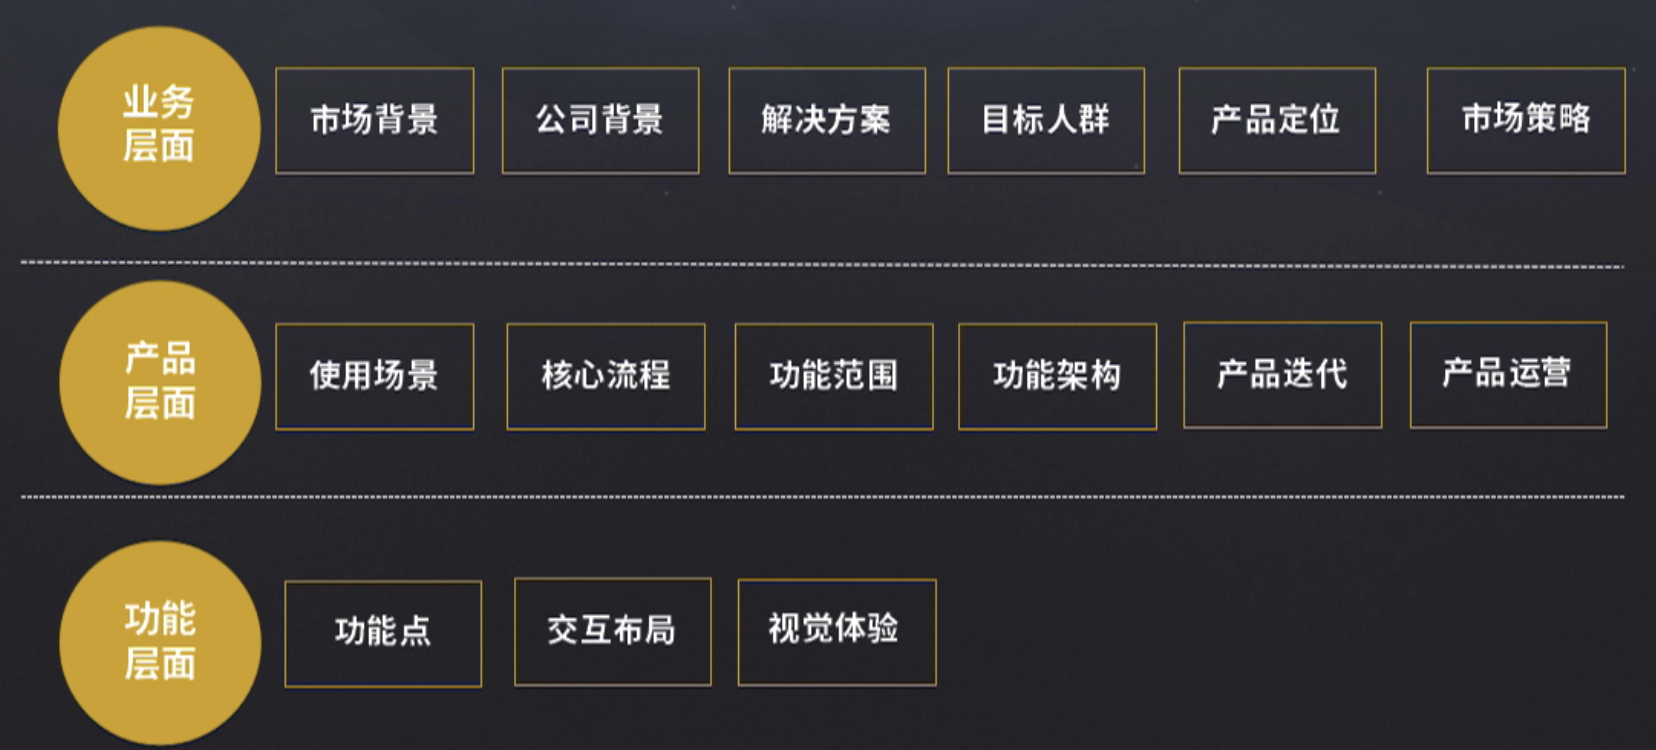 业务
层面
市场背景
公司背景
解决方案
目标人群
产品定位
市场策略
产品
层面
使用场景
核心流程
功能范围
功能架构
产品迭代
产品运营
功能
层面
功能点
交互布局
视觉体验